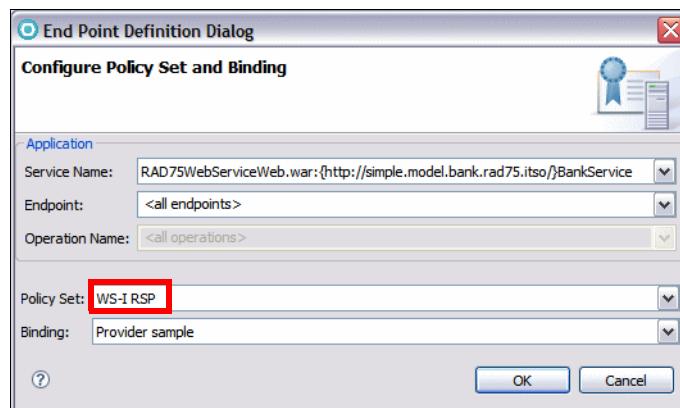 End Point Definition Dialog
Configure Policy Set and Binding
Application
Service Name: RAD75WebServiceWeb.war:{http://simple.model.bank.rad75.itso/}BankService
Endpoint: <all endpoints>
Operation Name: <all operations>
Policy Set: WS-I RSP
Binding: Provider sample
?
OK Cancel